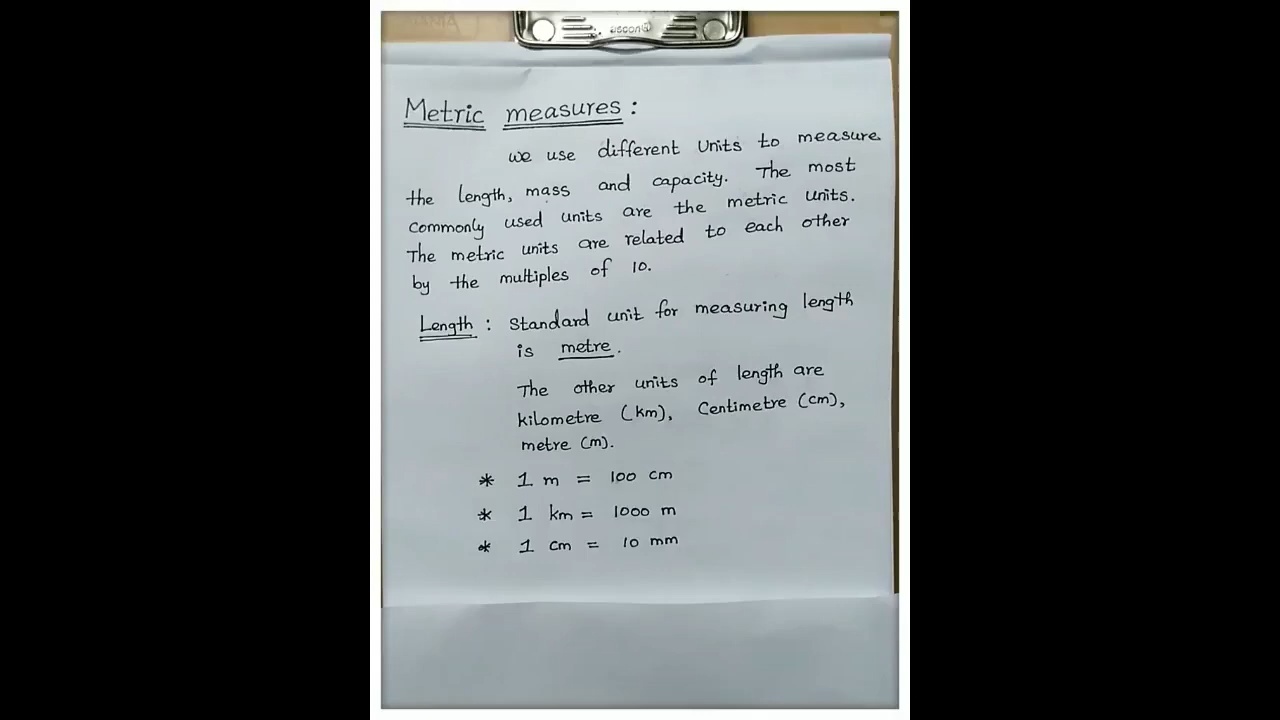 Metric measures :
we use different Units to measure
the length, mass and capacity. The most
commonly used units are the metric units.
The metric units are related to each other
by the multiples of 10.
Length : Standard unit for measuring length
is metre.
The other units of length are
kilometre (km), Centimetre (cm),
metre (m).
* 1 m = 100 cm
* 1 km = 1000 m
* 1 cm = 10 mm